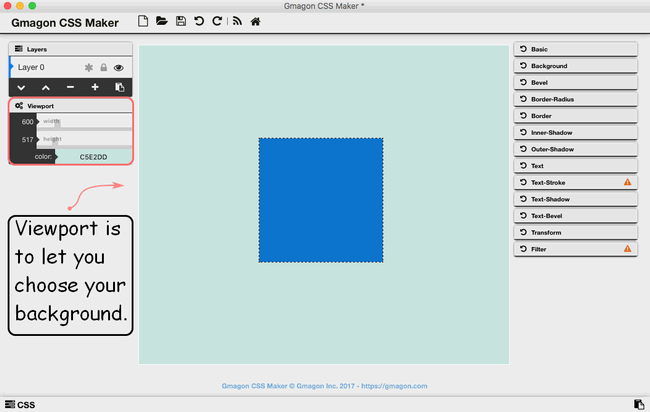 Gmagon CSS Maker *
Gmagon CSS Maker
Layers
Layer 0
Viewport
600 width
517 height
color: C5E2DD
Viewport is
to let you
choose your
background.
Basic
Background
Bevel
Border-Radius
Border
Inner-Shadow
Outer-Shadow
Text
Text-Stroke
Text-Shadow
Text-Bevel
Transform
Filter
Gmagon CSS Maker © Gmagon Inc. 2017 - https://gmagon.com
CSS